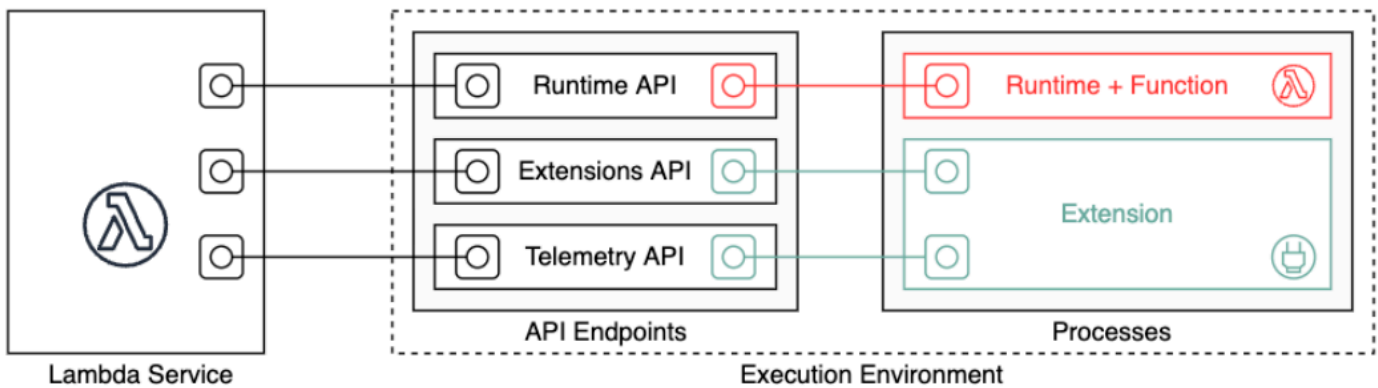 Runtime API
Runtime + Function
Extensions API
Extension
Telemetry API
API Endpoints
Processes
Lambda Service
Execution Environment